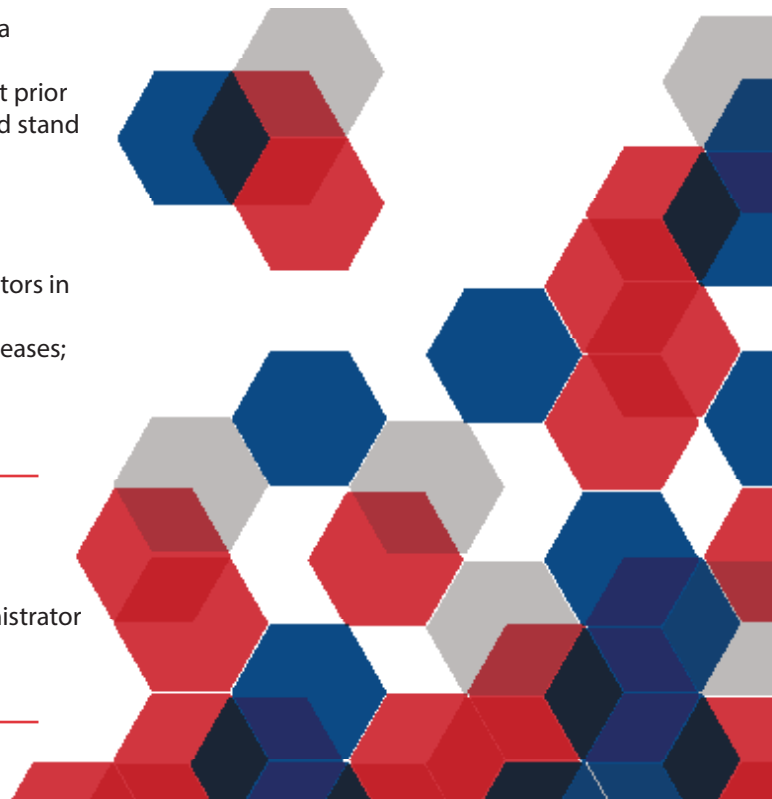 a
t prior
d stand
tors in
eases;
nistrator